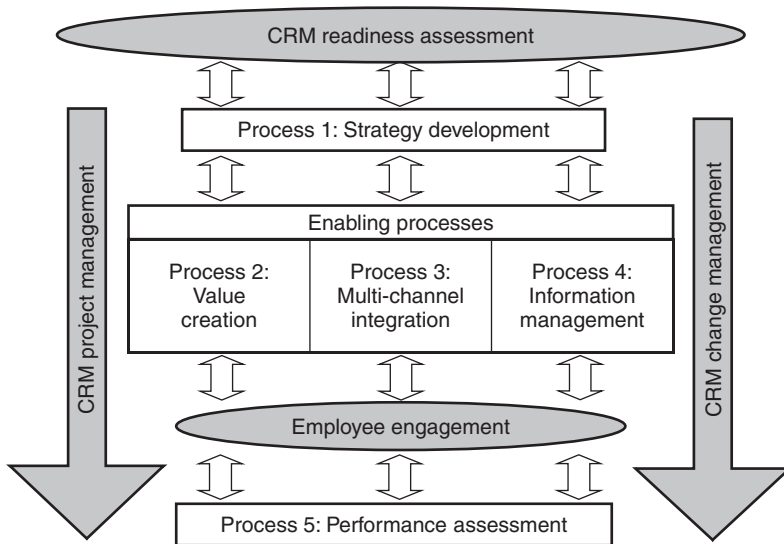 CRM readiness assessment
Process 1: Strategy development
CRM project management
CRM change management
Enabling processes
Process 2:
Value
creation
Process 3:
Multi-channel
integration
Process 4:
Information
management
Employee engagement
Process 5: Performance assessment